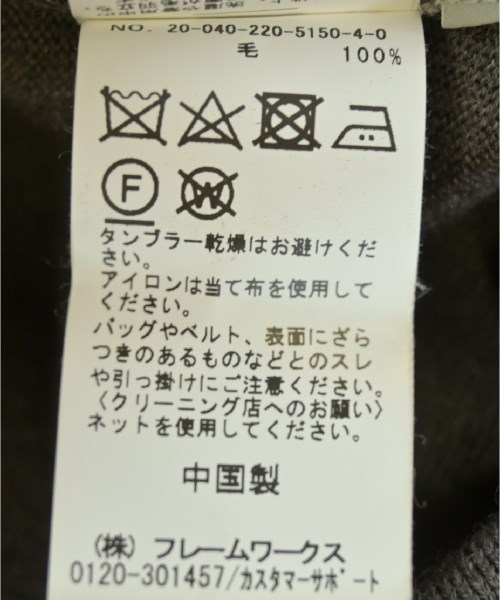 NO. 20-040-220-5150-4-0
毛 100%
F
W
タンブラー乾燥はお避けくだ
さい。
アイロンは当て布を使用して
ください。
バッグやベルト、表面にざら
つきのあるものなどとのスレ
や引っ掛けにご注意ください。
〈クリーニング店へのお願い〉
ネットを使用してください。
中国製
(株) フレームワークス
0120-301457/カスタマーサポート